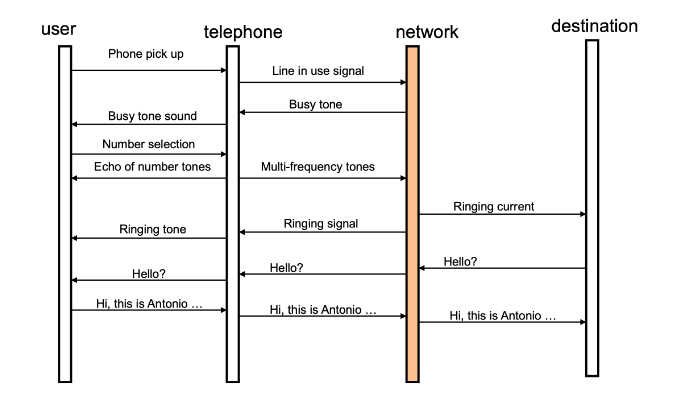 user
telephone
network
destination
Phone pick up
Line in use signal
Busy tone
Busy tone sound
Number selection
Echo of number tones
Multi-frequency tones
Ringing current
Ringing signal
Ringing tone
Hello?
Hello?
Hello?
Hi, this is Antonio …
Hi, this is Antonio …
Hi, this is Antonio …